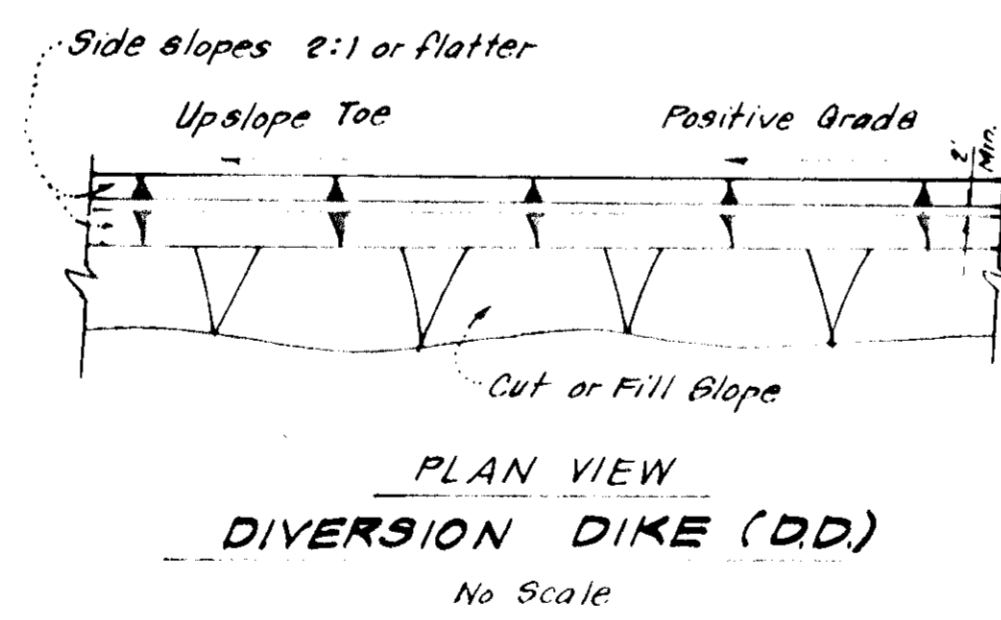 Side slopes 2:1 or flatter
Upslope Toe
Positive Grade
2' Min.
Cut or Fill Slope
PLAN VIEW
DIVERSION DIKE (D.D.)
No Scale